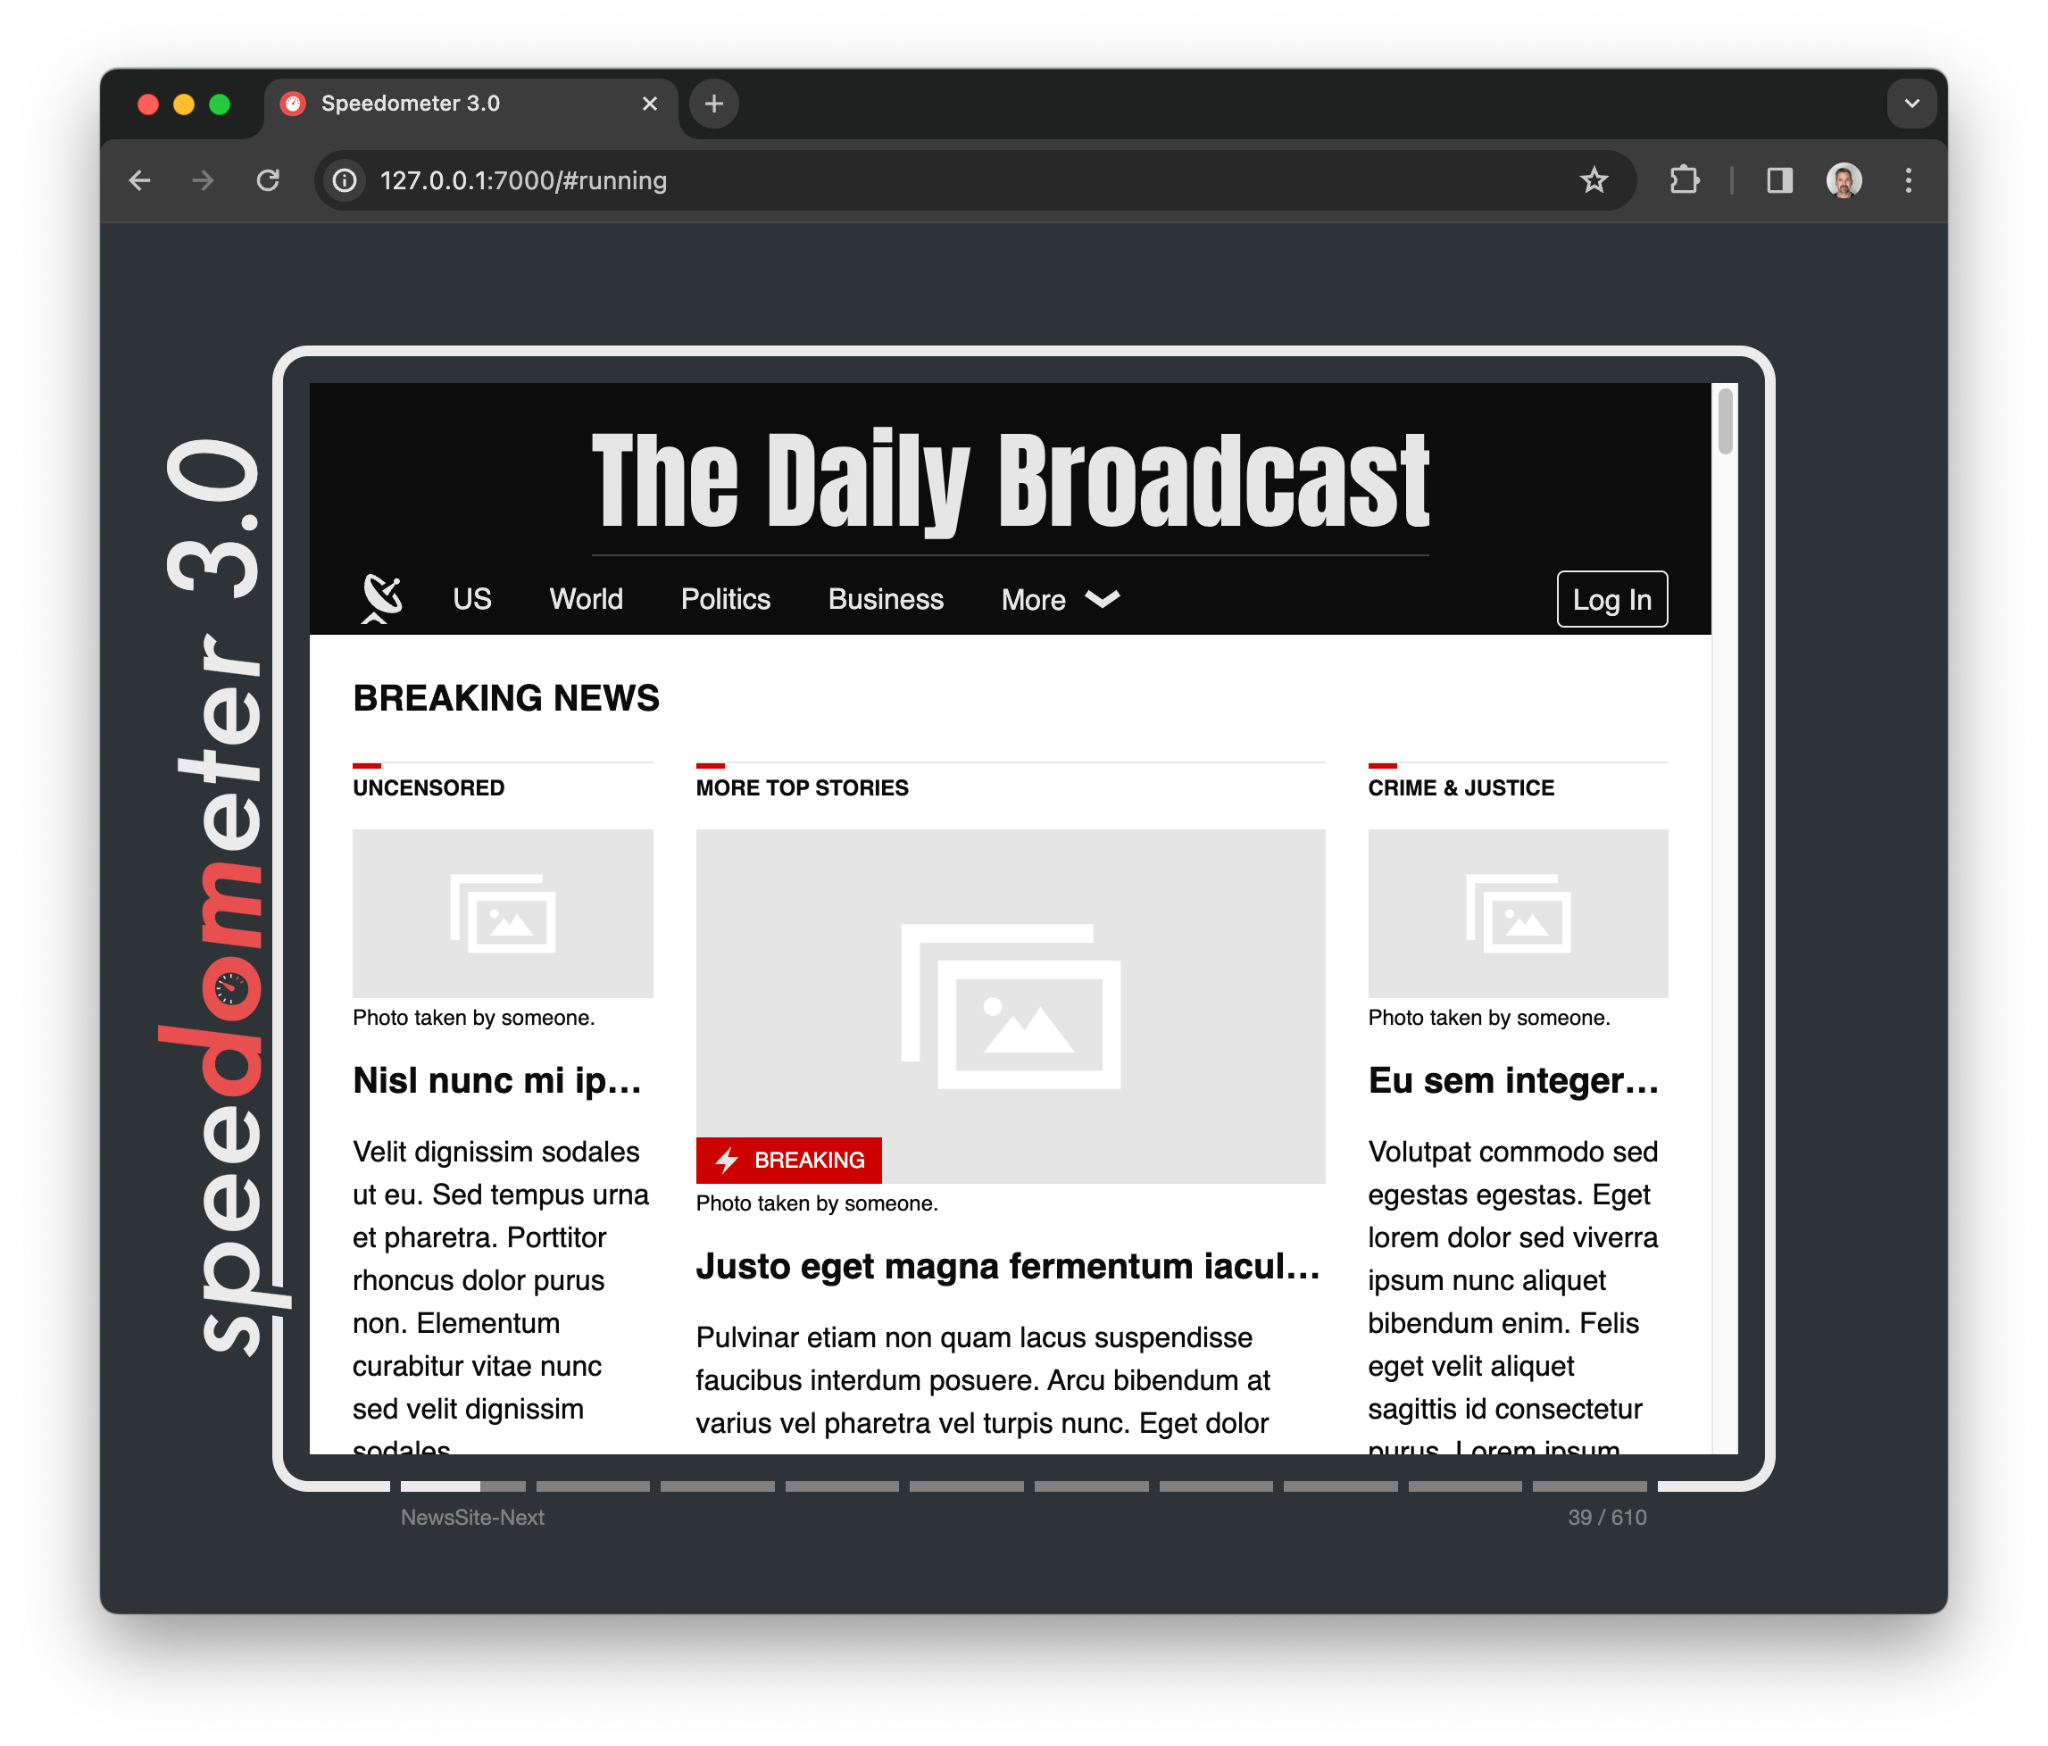 Speedometer 3.0
127.0.0.1:7000/#running
speedometer 3.0
The Daily Broadcast
US World Politics Business More Log In
BREAKING NEWS
UNCENSORED
Photo taken by someone.
Nisl nunc mi ip…
Velit dignissim sodales
ut eu. Sed tempus urna
et pharetra. Porttitor
rhoncus dolor purus
non. Elementum
curabitur vitae nunc
sed velit dignissim
sodales
MORE TOP STORIES
BREAKING
Photo taken by someone.
Justo eget magna fermentum iacul…
Pulvinar etiam non quam lacus suspendisse
faucibus interdum posuere. Arcu bibendum at
varius vel pharetra vel turpis nunc. Eget dolor
CRIME & JUSTICE
Photo taken by someone.
Eu sem integer…
Volutpat commodo sed
egestas egestas. Eget
lorem dolor sed viverra
ipsum nunc aliquet
bibendum enim. Felis
eget velit aliquet
sagittis id consectetur
purus. Lorem ipsum
NewsSite-Next
39 / 610